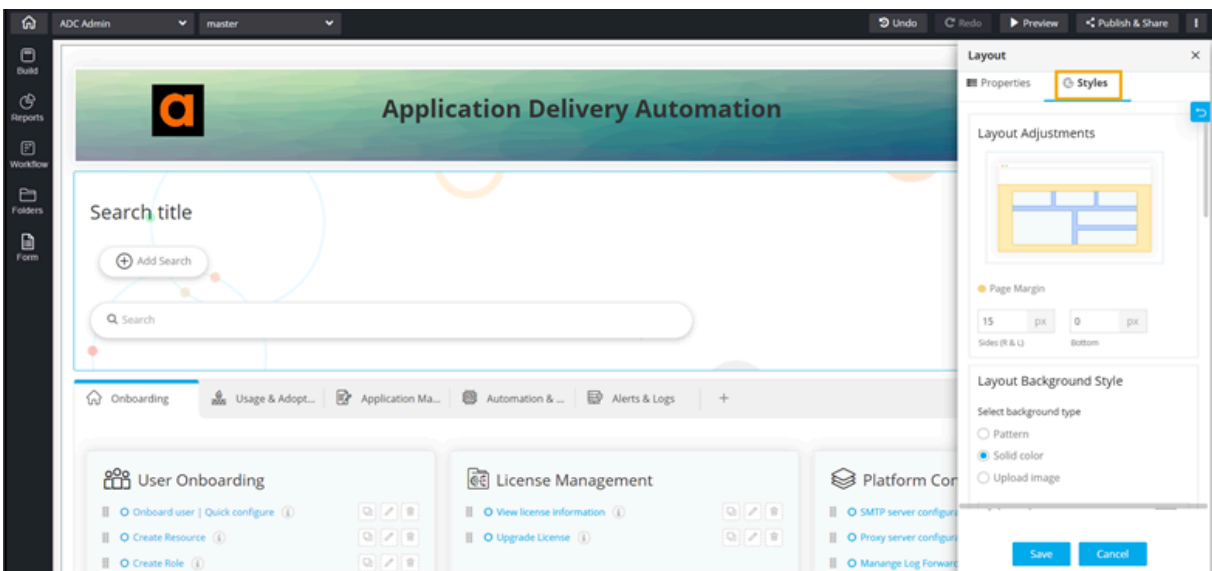 ADC Admin
master
Undo
Redo
Preview
Publish & Share
Build
Reports
Workflow
Folders
Form
a
Application Delivery Automation
Search title
Add Search
Search
Onboarding
Usage & Adopt...
Application Ma...
Automation & ...
Alerts & Logs
User Onboarding
Onboard user | Quick configure
Create Resource
Create Role
License Management
View license information
Upgrade License
Platform Con
SMTP server configura
Proxy server configura
Manange Log Forward
Layout
Properties
Styles
Layout Adjustments
Page Margin
15 px 0 px
Sides (R & L) Bottom
Layout Background Style
Select background type
Pattern
Solid color
Upload image
Save Cancel